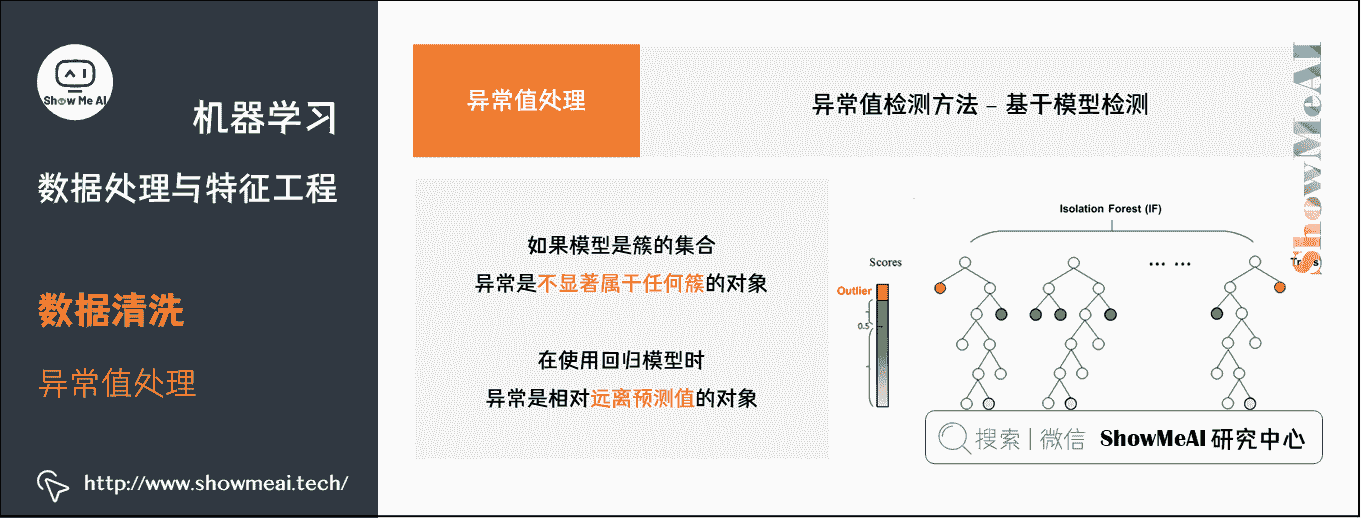 Show Me AI
机器学习
数据处理与特征工程
数据清洗
异常值处理
http://www.showmeai.tech/
异常值处理
异常值检测方法 – 基于模型检测
如果模型是簇的集合
异常是不显著属于任何簇的对象
在使用回归模型时
异常是相对远离预测值的对象
Isolation Forest (IF)
Scores
Outlier
0.5
... ...
ShowMeAI
搜索 | 微信 ShowMeAI 研究中心